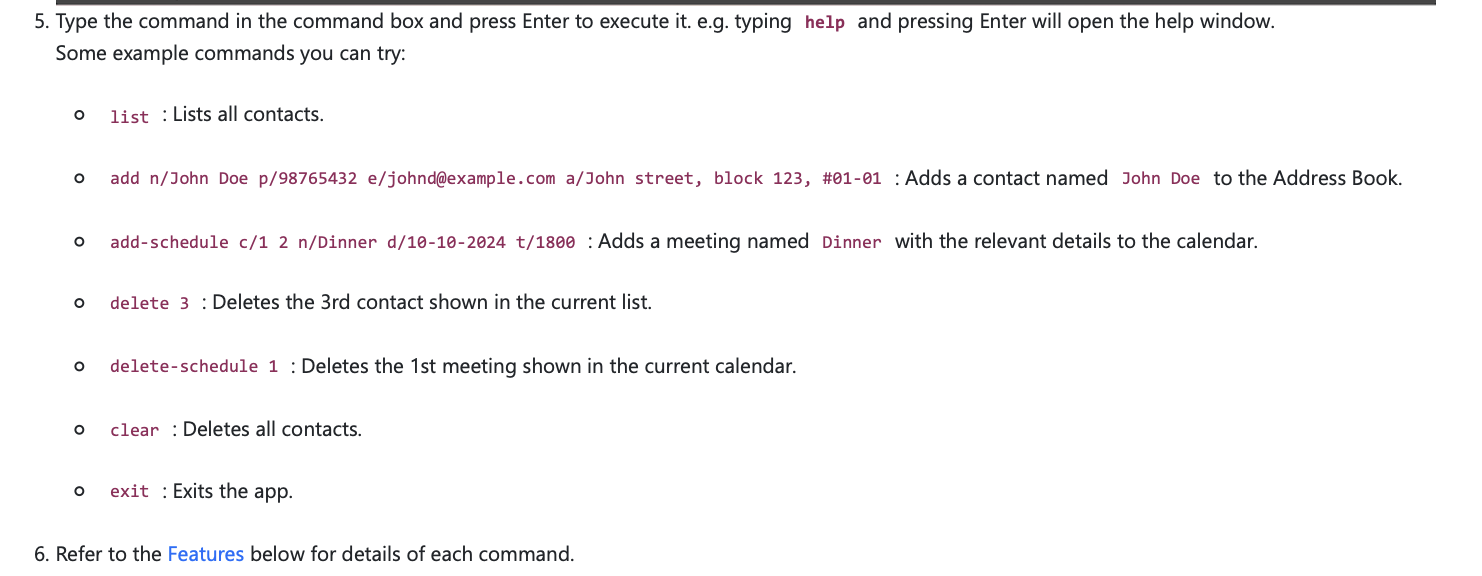 5. Type the command in the command box and press Enter to execute it. e.g. typing help and pressing Enter will open the help window.
Some example commands you can try:
list : Lists all contacts.
add n/John Doe p/98765432 e/johnd@example.com a/John street, block 123, #01-01 : Adds a contact named John Doe to the Address Book.
add-schedule c/1 2 n/Dinner d/10-10-2024 t/1800 : Adds a meeting named Dinner with the relevant details to the calendar.
delete 3 : Deletes the 3rd contact shown in the current list.
delete-schedule 1 : Deletes the 1st meeting shown in the current calendar.
clear : Deletes all contacts.
exit : Exits the app.
6. Refer to the Features below for details of each command.